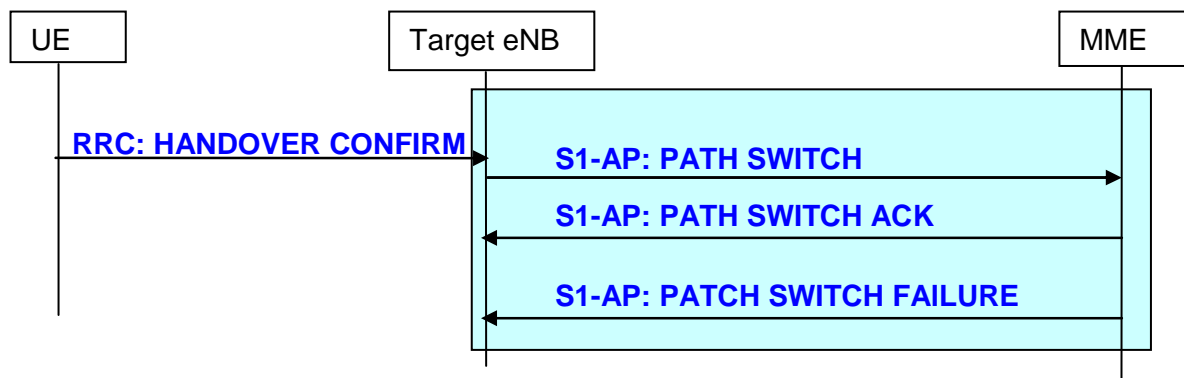 UE
Target eNB
MME
RRC: HANDOVER CONFIRM
S1-AP: PATH SWITCH
S1-AP: PATH SWITCH ACK
S1-AP: PATCH SWITCH FAILURE